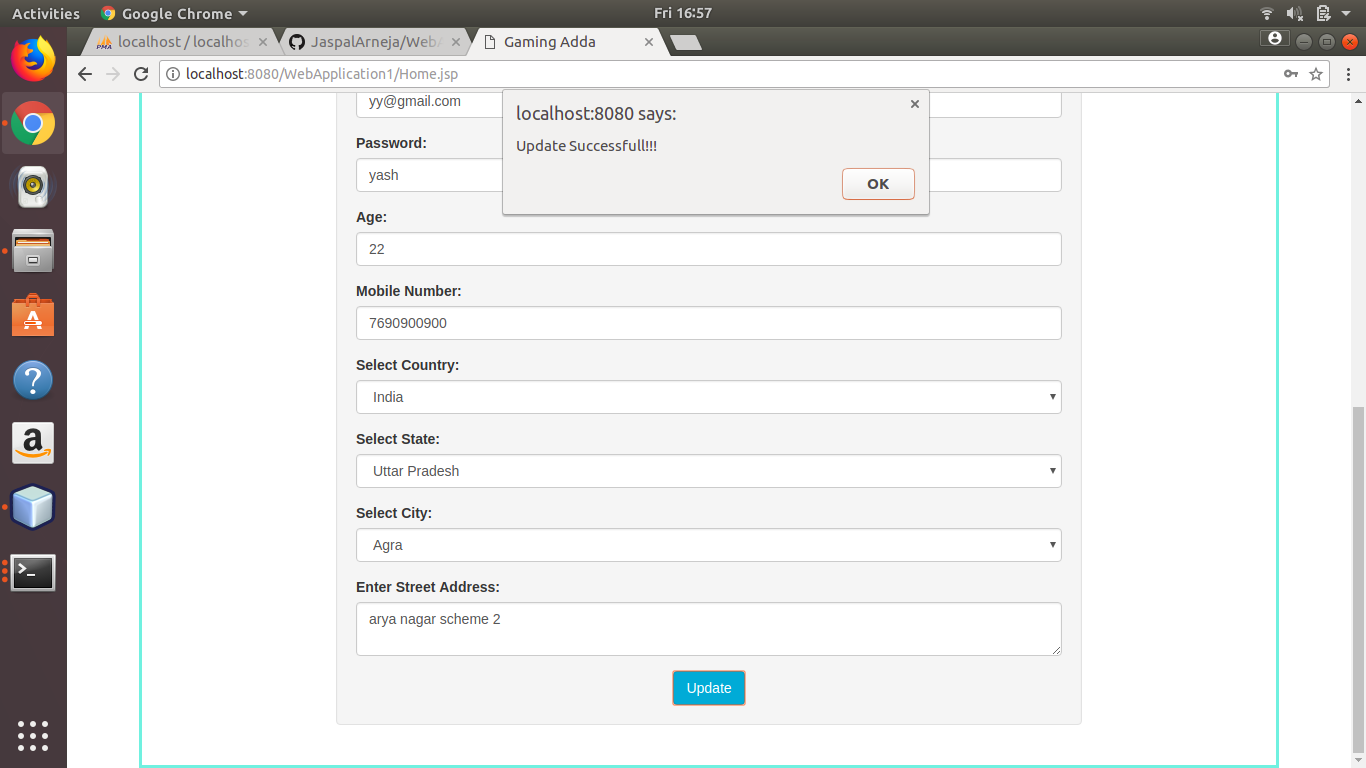 Activities
Google Chrome
Fri 16:57
localhost / localhos
JaspalArneja/WebA
Gaming Adda
localhost:8080/WebApplication1/Home.jsp
yy@gmail.com
localhost:8080 says:
Update Successfull!!!
OK
Password:
yash
Age:
22
Mobile Number:
7690900900
Select Country:
India
Select State:
Uttar Pradesh
Select City:
Agra
Enter Street Address:
arya nagar scheme 2
Update